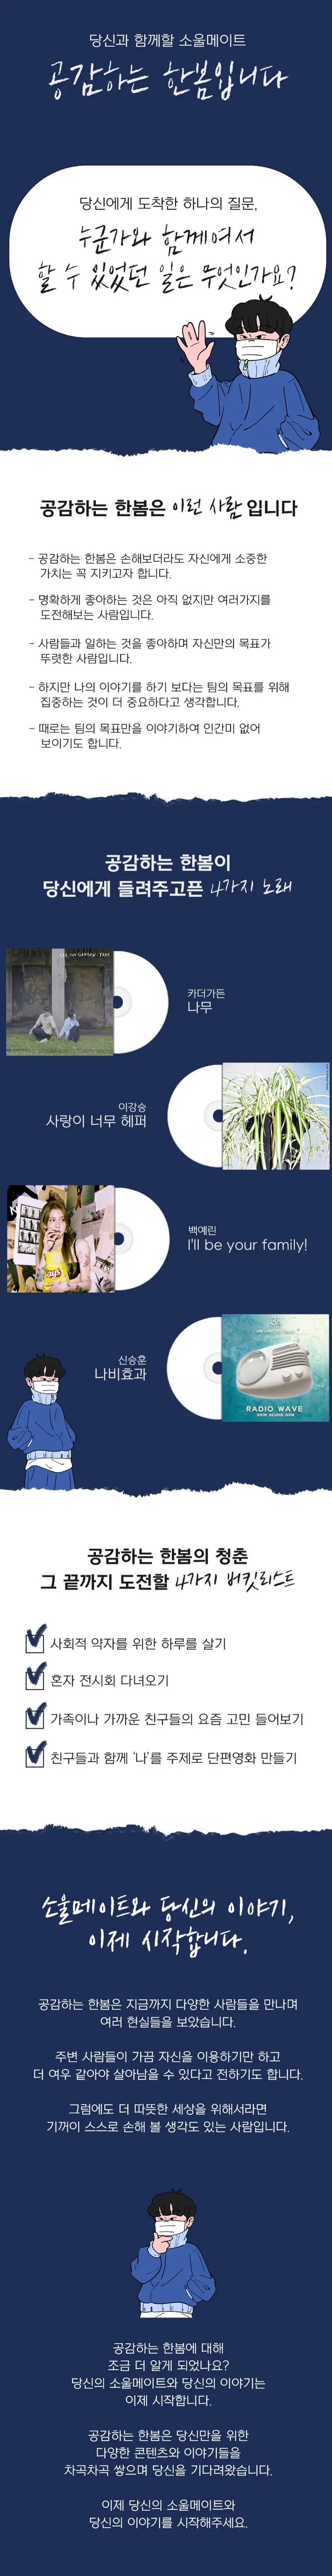 당신과 함께할 소울메이트
공감하는 한봄입니다
당신에게 도착한 하나의 질문,
누군가와 함께여서
할 수 있었던 일은 무엇인가요?
공감하는 한봄은 이런 사람 입니다
- 공감하는 한봄은 손해보더라도 자신에게 소중한
가치는 꼭 지키고자 합니다.
- 명확하게 좋아하는 것은 아직 없지만 여러가지를
도전해보는 사람입니다.
- 사람들과 일하는 것을 좋아하며 자신만의 목표가
뚜렷한 사람입니다.
- 하지만 나의 이야기를 하기 보다는 팀의 목표를 위해
집중하는 것이 더 중요하다고 생각합니다.
- 때로는 팀의 목표만을 이야기하여 인간미 없어
보이기도 합니다.
공감하는 한봄이
당신에게 들려주고픈 4가지 노래
CAR, THE GARDEN - TREE
카더가든
나무
이강승
사랑이 너무 헤퍼
백예린
I'll be your family!
신승훈
나비효과
RADIO WAVE
SHIN SEUNG HUN
공감하는 한봄의 청춘
그 끝까지 도전할 4가지 버킷리스트
사회적 약자를 위한 하루를 살기
혼자 전시회 다녀오기
가족이나 가까운 친구들의 요즘 고민 들어보기
친구들과 함께 '나'를 주제로 단편영화 만들기
소울메이트와 당신의 이야기,
이제 시작합니다.
공감하는 한봄은 지금까지 다양한 사람들을 만나며
여러 현실들을 보았습니다.
주변 사람들이 가끔 자신을 이용하기만 하고
더 여우 같아야 살아남을 수 있다고 전하기도 합니다.
그럼에도 더 따뜻한 세상을 위해서라면
기꺼이 스스로 손해 볼 생각도 있는 사람입니다.
공감하는 한봄에 대해
조금 더 알게 되었나요?
당신의 소울메이트와 당신의 이야기는
이제 시작합니다.
공감하는 한봄은 당신만을 위한
다양한 콘텐츠와 이야기들을
차곡차곡 쌓으며 당신을 기다려왔습니다.
이제 당신의 소울메이트와
당신의 이야기를 시작해주세요.